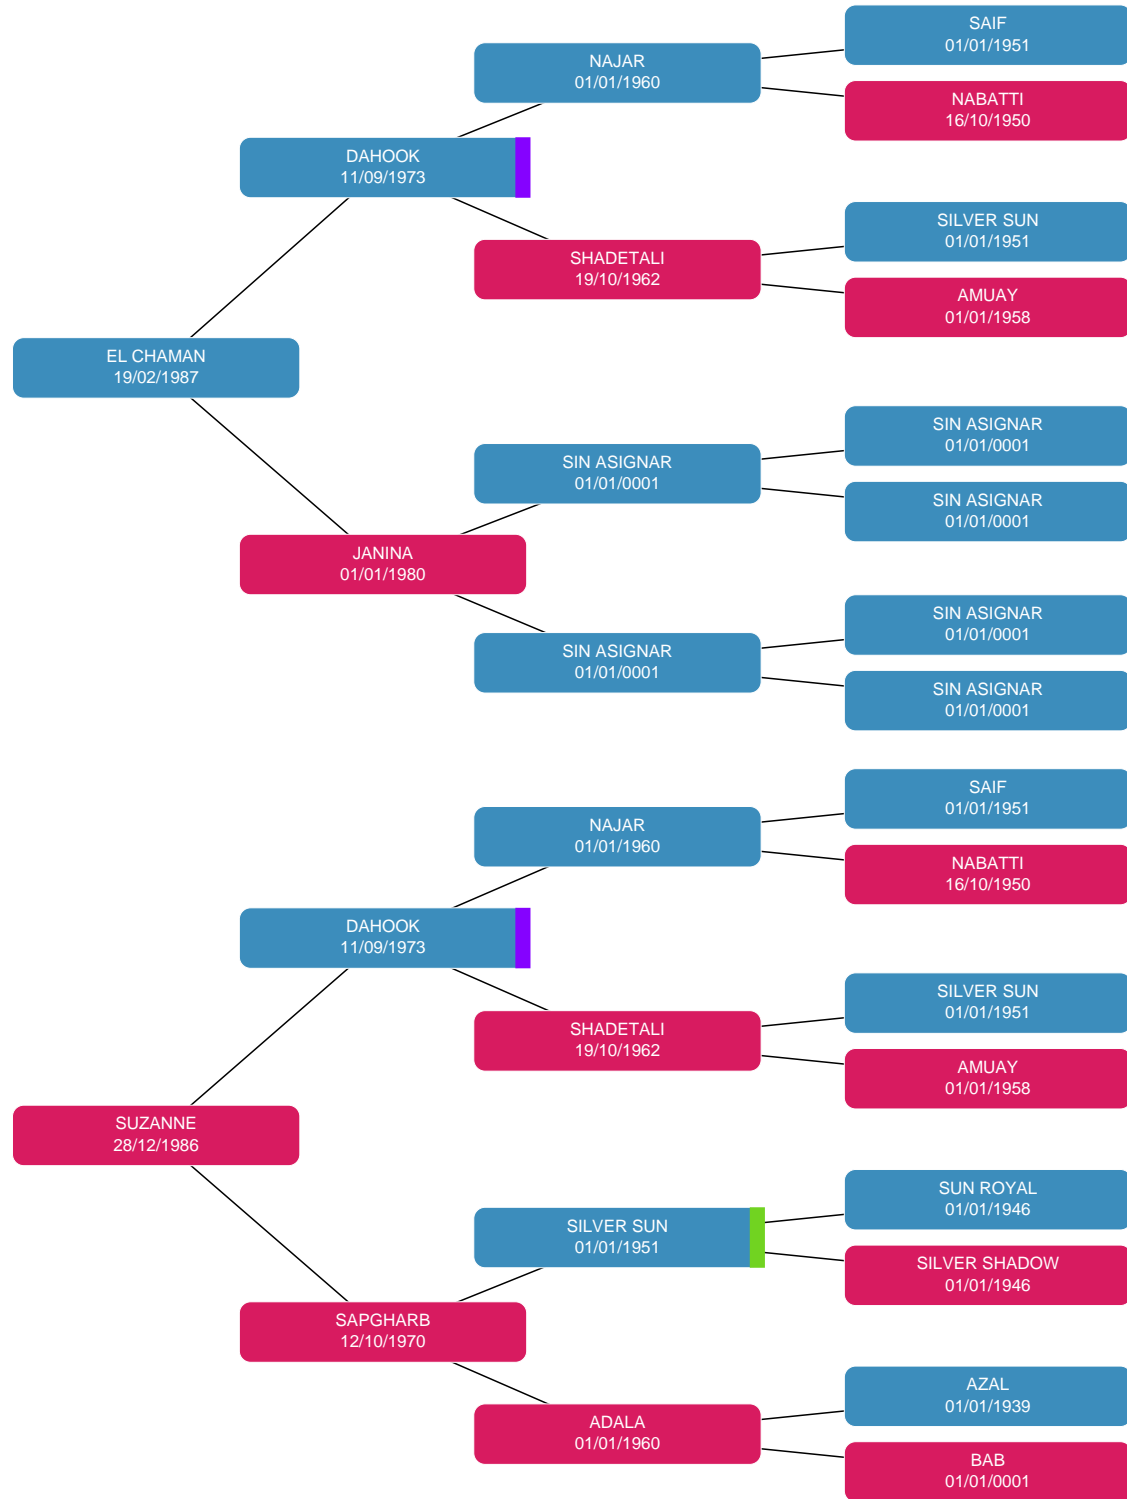 SAIF
01/01/1951
NAJAR
01/01/1960
NABATTI
16/10/1950
DAHOOK
11/09/1973
SILVER SUN
01/01/1951
SHADETALI
19/10/1962
AMUAY
01/01/1958
EL CHAMAN
19/02/1987
SIN ASIGNAR
01/01/0001
SIN ASIGNAR
01/01/0001
SIN ASIGNAR
01/01/0001
JANINA
01/01/1980
SIN ASIGNAR
01/01/0001
SIN ASIGNAR
01/01/0001
SIN ASIGNAR
01/01/0001
SAIF
01/01/1951
NAJAR
01/01/1960
NABATTI
16/10/1950
DAHOOK
11/09/1973
SILVER SUN
01/01/1951
SHADETALI
19/10/1962
AMUAY
01/01/1958
SUZANNE
28/12/1986
SUN ROYAL
01/01/1946
SILVER SUN
01/01/1951
SILVER SHADOW
01/01/1946
SAPGHARB
12/10/1970
AZAL
01/01/1939
ADALA
01/01/1960
BAB
01/01/0001